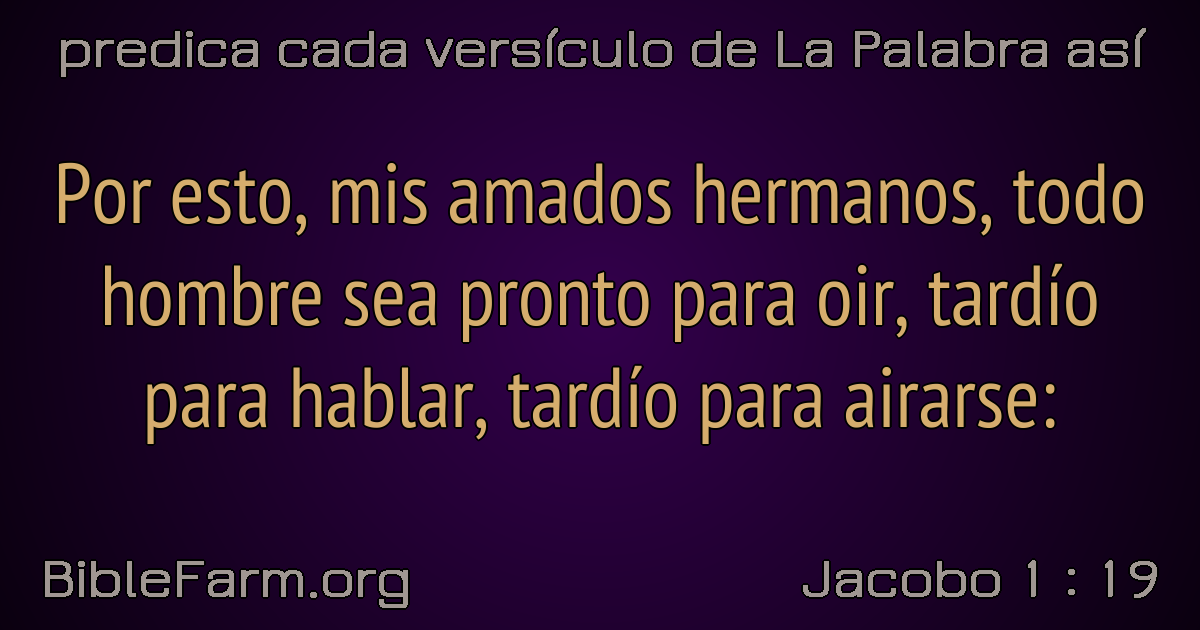 predica cada versículo de La Palabra así
Por esto, mis amados hermanos, todo
hombre sea pronto para oir, tardío
para hablar, tardío para airarse:
BibleFarm.org
Jacobo 1 : 19